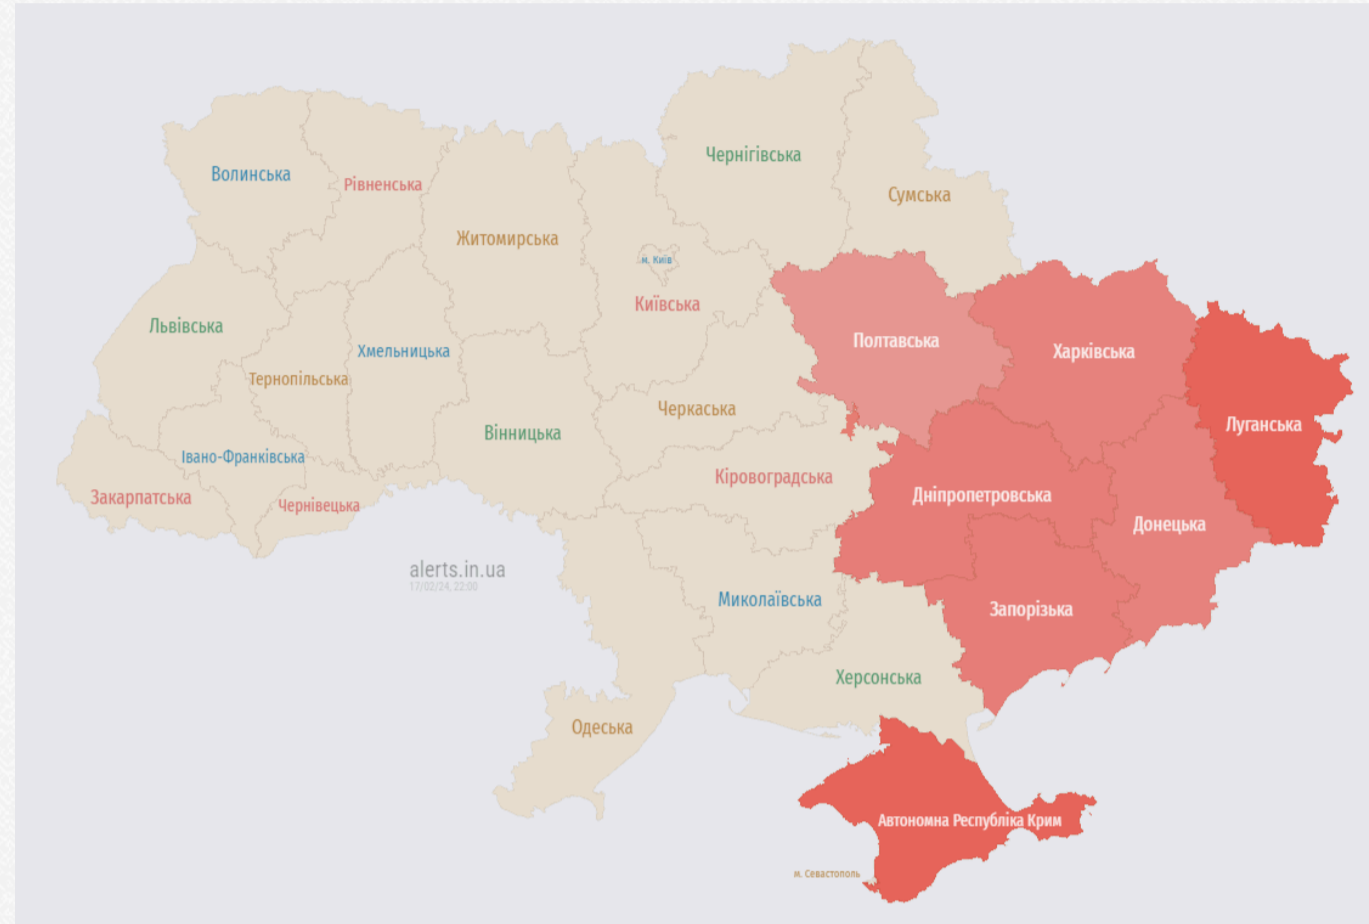 Чернігівська
Волинська
Рівненська
Сумська
Житомирська
м. Київ
Київська
Львівська
Полтавська
Хмельницька
Харківська
Тернопільська
Черкаська
Луганська
Вінницька
Івано-Франківська
Кіровоградська
Закарпатська
Дніпропетровська
Чернівецька
Донецька
alerts.in.ua
17/02/24, 22:00
Миколаївська
Запорізька
Херсонська
Одеська
Автономна Республіка Крим
м. Севастополь